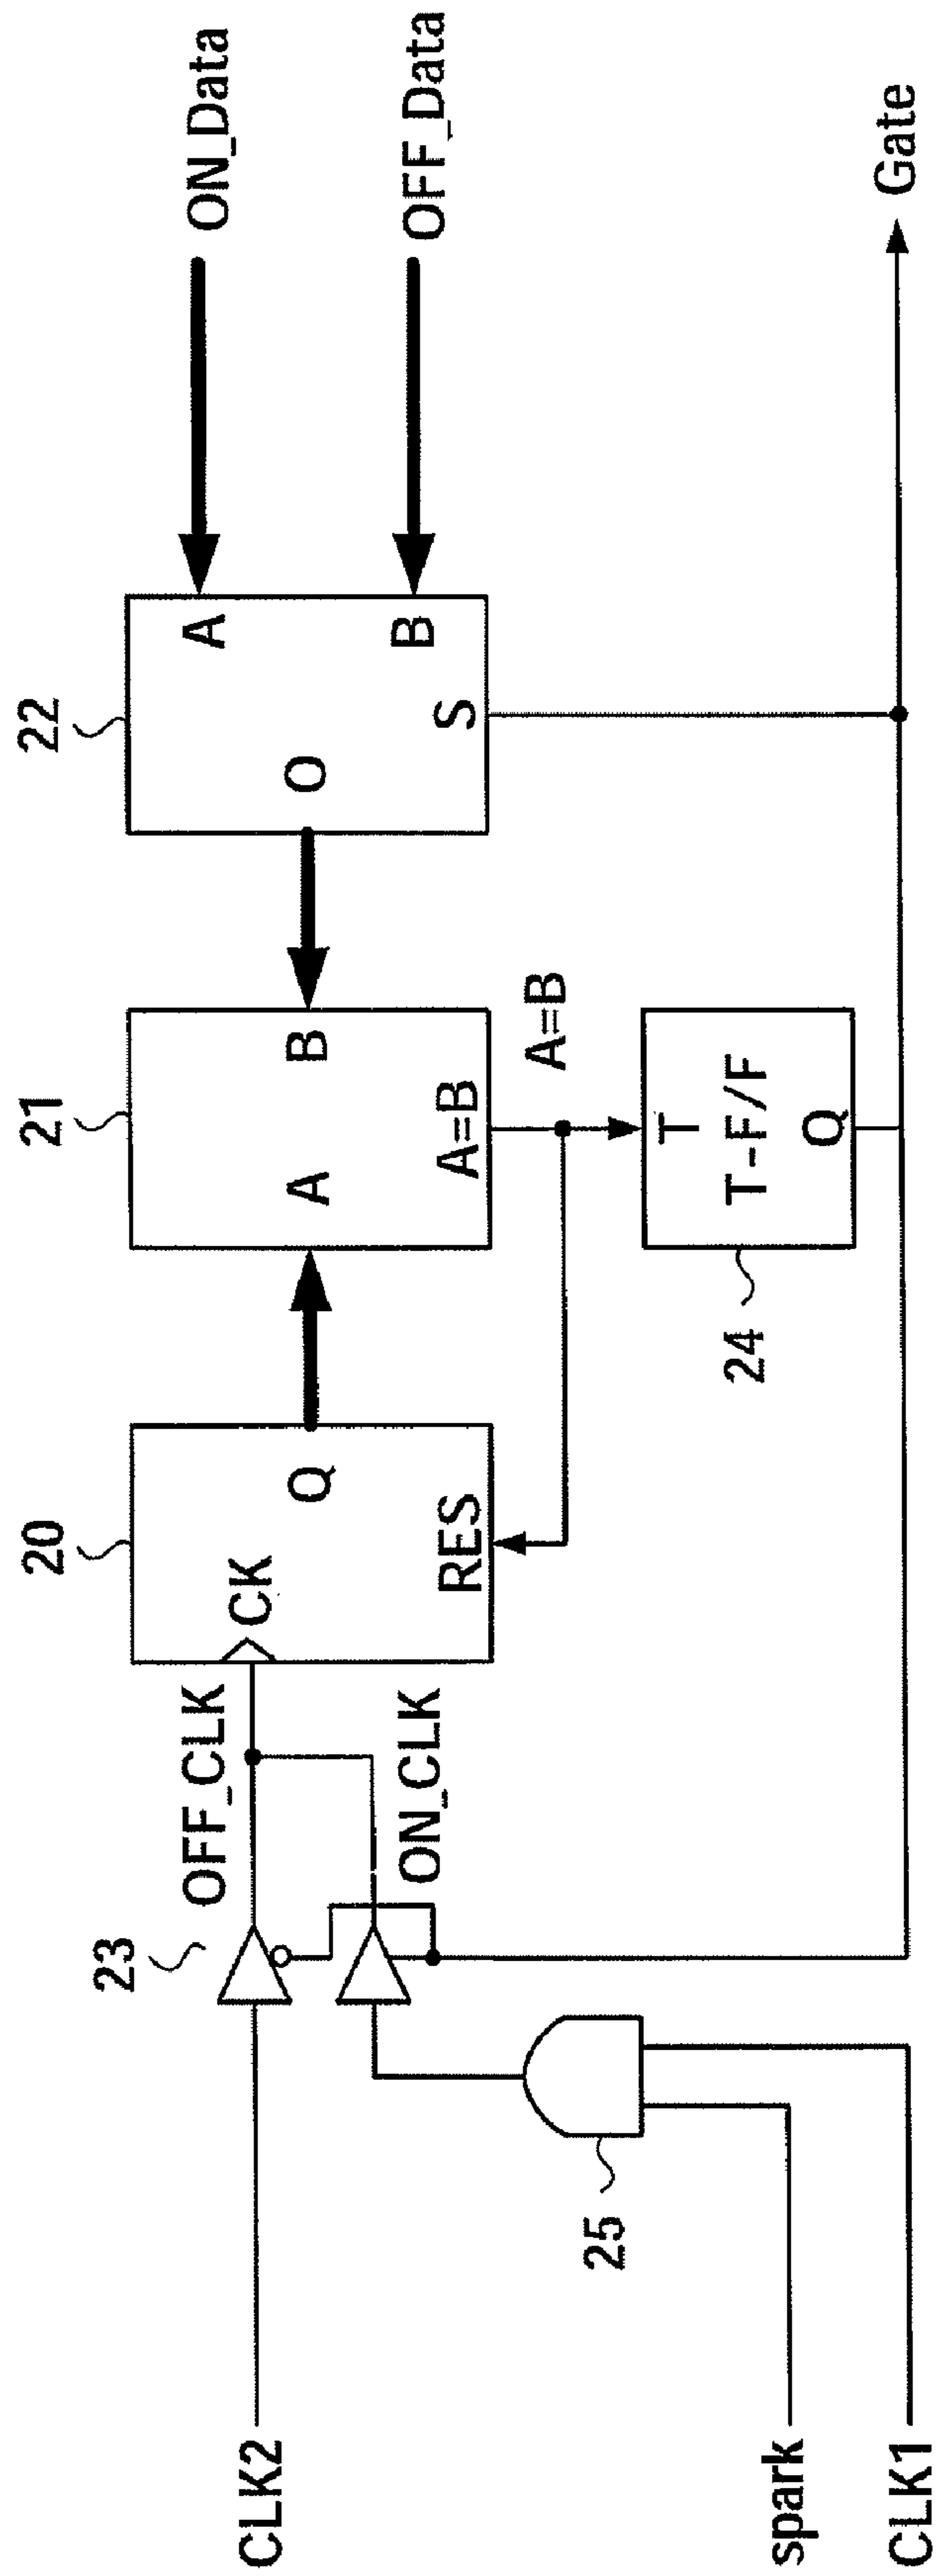 20
21
22
CK
Q
RES
A
B
A=B
O
A
B
S
ON_Data
OFF_Data
23
OFF_CLK
ON_CLK
A=B
T
T-F/F
Q
24
25
CLK2
spark
CLK1
Gate